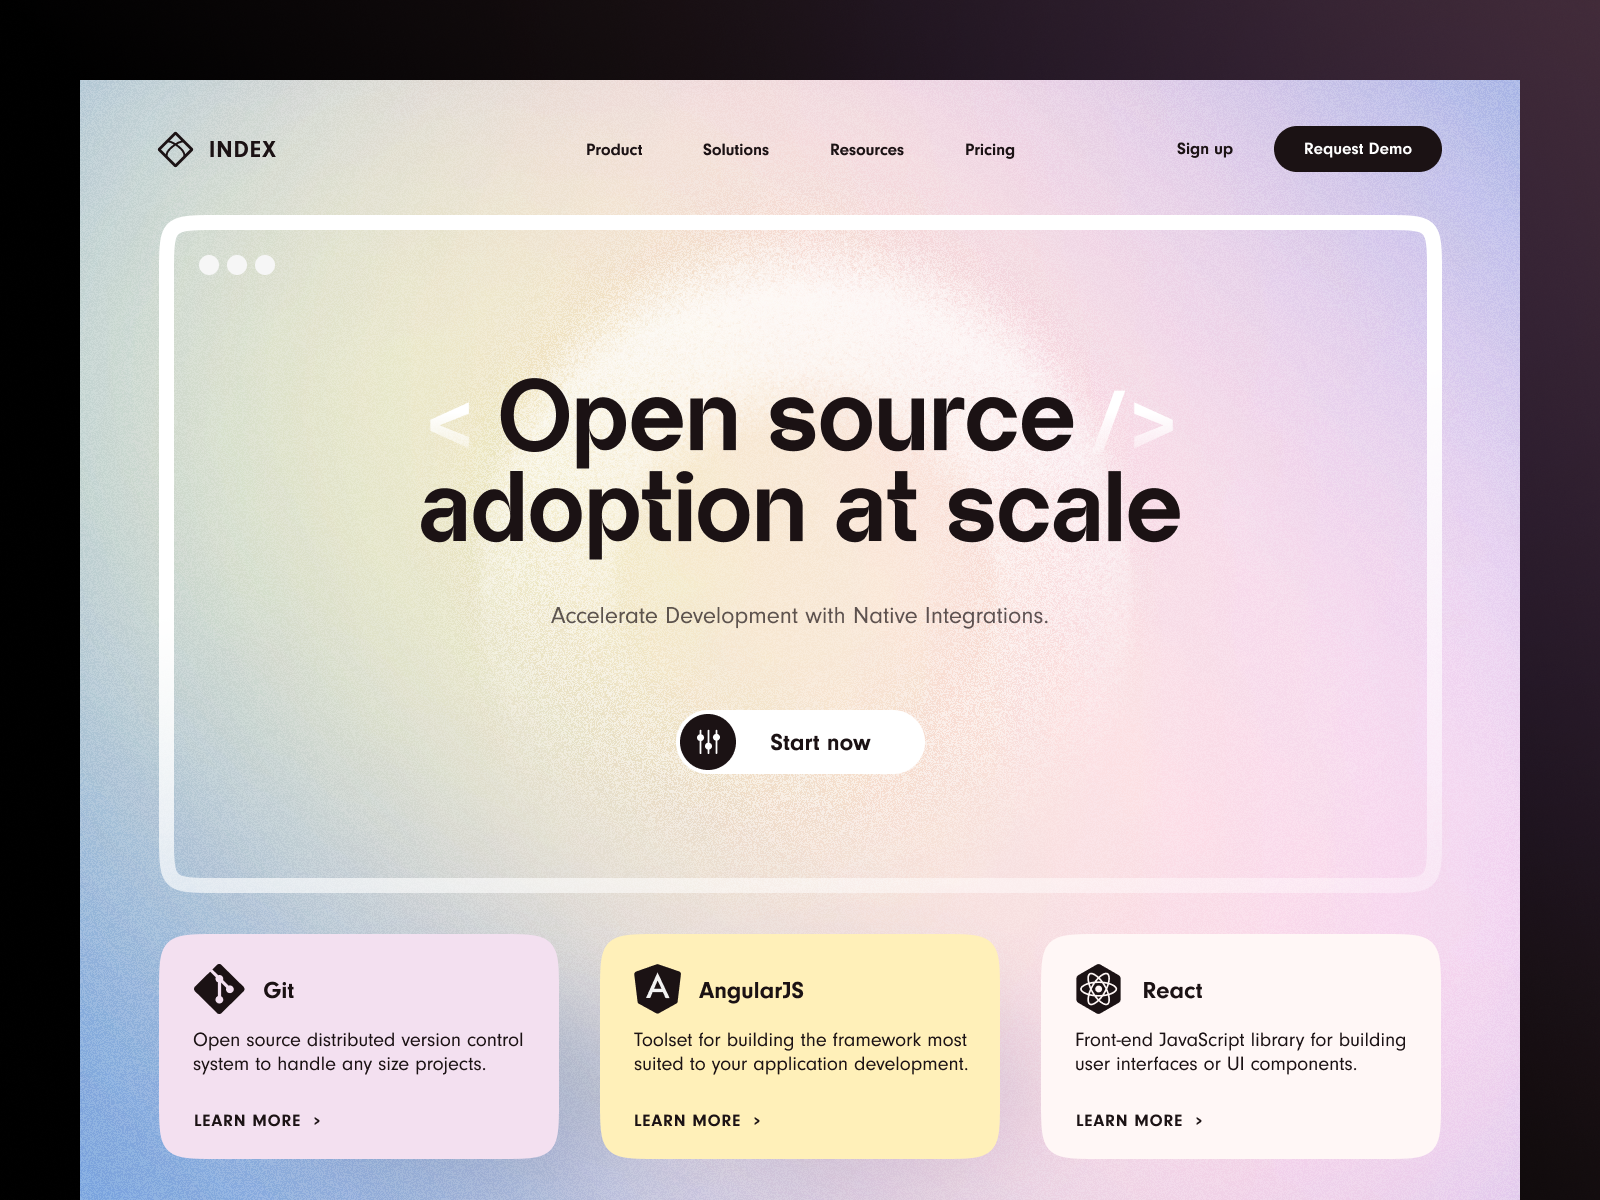 INDEX
Product
Solutions
Resources
Pricing
Sign up
Request Demo
< Open source />
adoption at scale
Accelerate Development with Native Integrations.
Start now
Git
Open source distributed version control
system to handle any size projects.
LEARN MORE >
AngularJS
Toolset for building the framework most
suited to your application development.
LEARN MORE >
React
Front-end JavaScript library for building
user interfaces or UI components.
LEARN MORE >